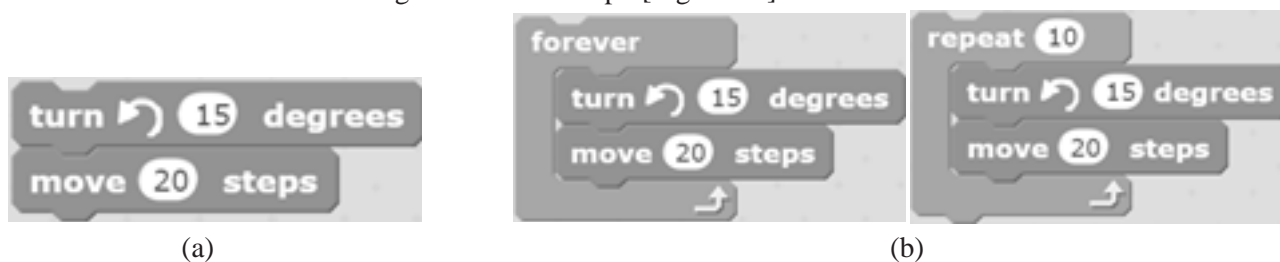 turn 15 degrees
move 20 steps
(a)
forever
turn 15 degrees
move 20 steps
repeat 10
turn 15 degrees
move 20 steps
(b)